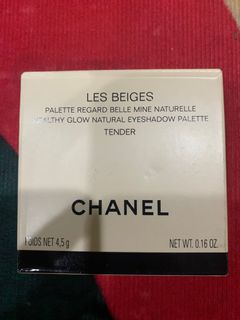 LES BEIGES
PALETTE REGARD BELLE MINE NATURELLE
HEALTHY GLOW NATURAL EYESHADOW PALETTE
TENDER
CHANEL
POIDS NET 4,5 g NET WT. 0.16 OZ.